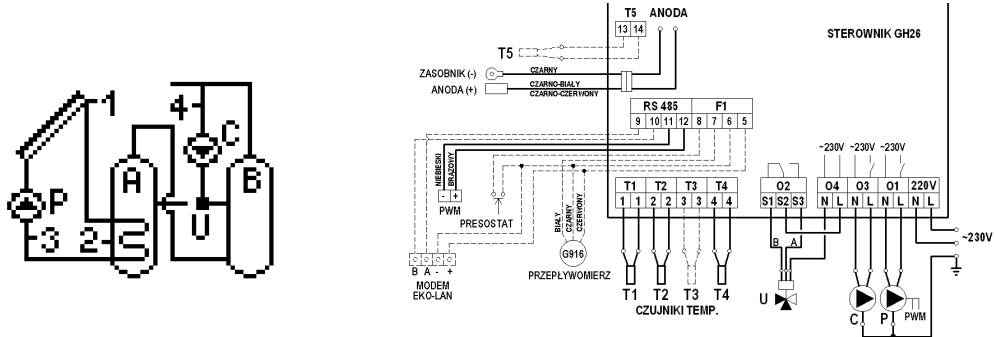 1
4
C
A
B
P
U
3
2
T5 ANODA
13 14
STEROWNIK GH26
T5
ZASOBNIK (-)
CZARNY
ANODA (+)
CZARNO-BIAŁY
CZARNO-CZERWONY
RS 485 F1
9 10 11 12 8 7 6 5
NIEBIESKI
BRĄZOWY
- +
PWM
PRESOSTAT
BIAŁY
CZARNY
CZERWONY
G916
PRZEPŁYWOMIERZ
B A - +
MODEM
EKO-LAN
T1 T2 T3 T4
1 1 2 2 3 3 4 4
T1 T2 T3 T4
CZUJNIKI TEMP.
~230V ~230V ~230V
O2 O4 O3 O1 220V
S1 S2 S3 N L N L N L N L
B A
~230V
U
C
P
PWM